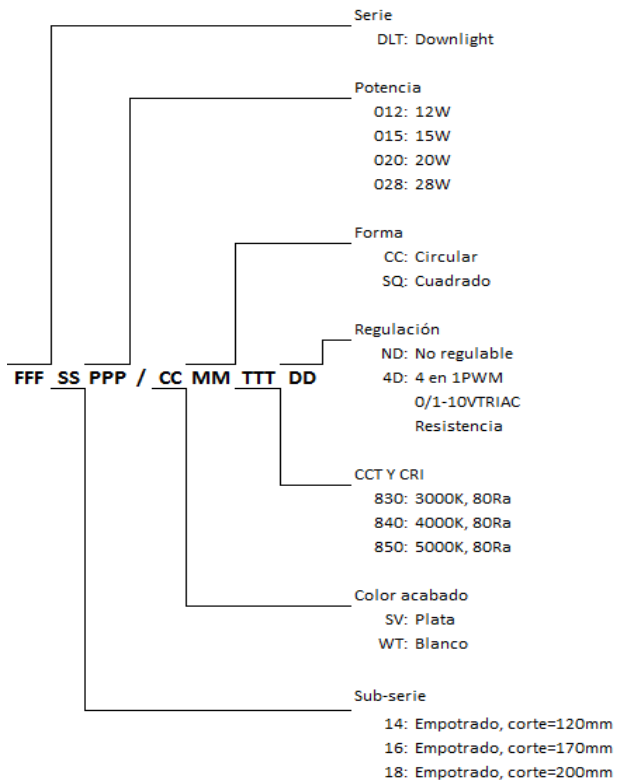 Serie
DLT: Downlight
Potencia
012: 12W
015: 15W
020: 20W
028: 28W
Forma
CC: Circular
SQ: Cuadrado
Regulación
ND: No regulable
4D: 4 en 1PWM
0/1-10VTRIAC
Resistencia
FFF SS PPP / CC MM TTT DD
CCT Y CRI
830: 3000K, 80Ra
840: 4000K, 80Ra
850: 5000K, 80Ra
Color acabado
SV: Plata
WT: Blanco
Sub-serie
14: Empotrado, corte=120mm
16: Empotrado, corte=170mm
18: Empotrado, corte=200mm